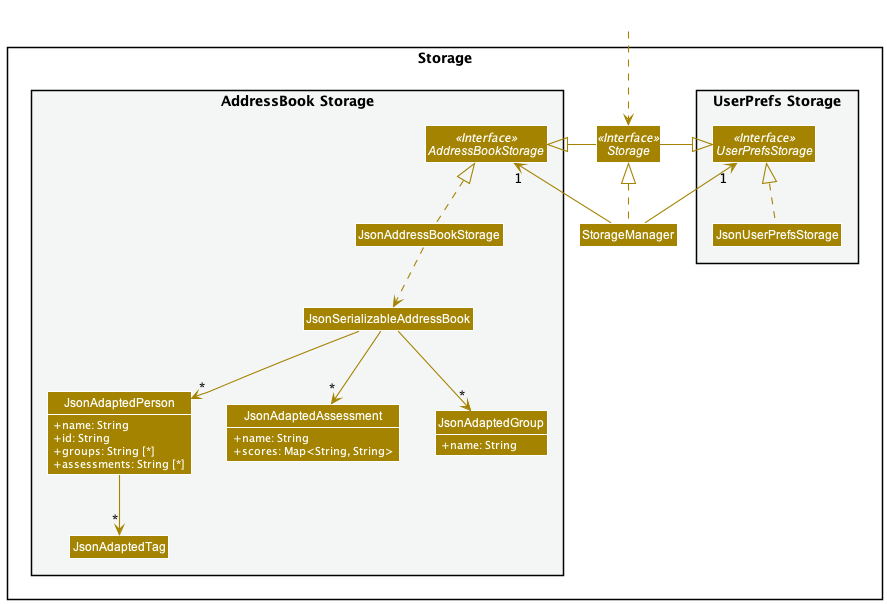 Storage
AddressBook Storage
UserPrefs Storage
«Interface»
AddressBookStorage
«Interface»
Storage
«Interface»
UserPrefsStorage
1
1
JsonAddressBookStorage
StorageManager
JsonUserPrefsStorage
JsonSerializableAddressBook
*
*
*
JsonAdaptedPerson
+name: String
+id: String
+groups: String [*]
+assessments: String [*]
JsonAdaptedAssessment
+name: String
+scores: Map<String, String>
JsonAdaptedGroup
+name: String
*
JsonAdaptedTag